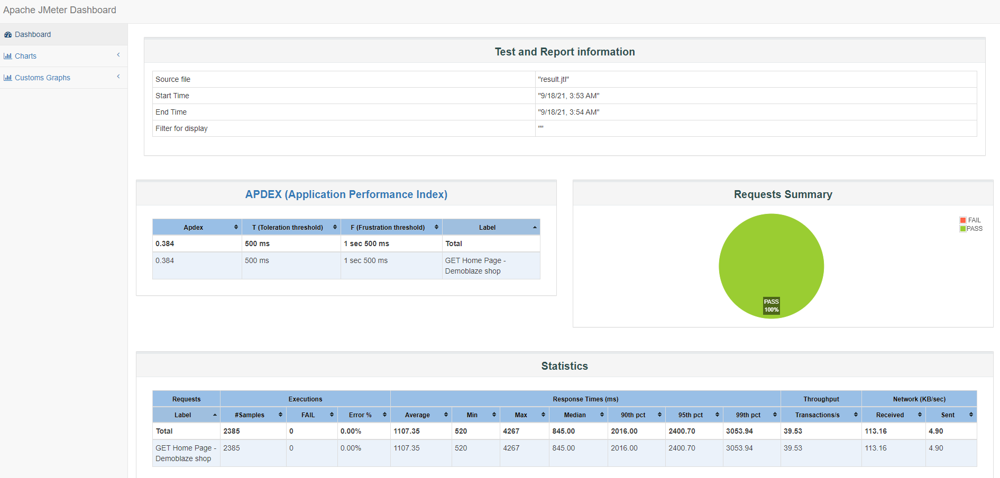 Apache JMeter Dashboard
Dashboard
Charts
Customs Graphs
Test and Report information
Source file "result.jtl"
Start Time "9/18/21, 3:53 AM"
End Time "9/18/21, 3:54 AM"
Filter for display ""
APDEX (Application Performance Index)
Apdex T (Toleration threshold) F (Frustration threshold) Label
0.384 500 ms 1 sec 500 ms Total
0.384 500 ms 1 sec 500 ms GET Home Page -
Demoblaze shop
Requests Summary
FAIL
PASS
PASS
100%
Statistics
Requests Executions Response Times (ms) Throughput Network (KB/sec)
Label #Samples FAIL Error % Average Min Max Median 90th pct 95th pct 99th pct Transactions/s Received Sent
Total 2385 0 0.00% 1107.35 520 4267 845.00 2016.00 2400.70 3053.94 39.53 113.16 4.90
GET Home Page - 2385 0 0.00% 1107.35 520 4267 845.00 2016.00 2400.70 3053.94 39.53 113.16 4.90
Demoblaze shop